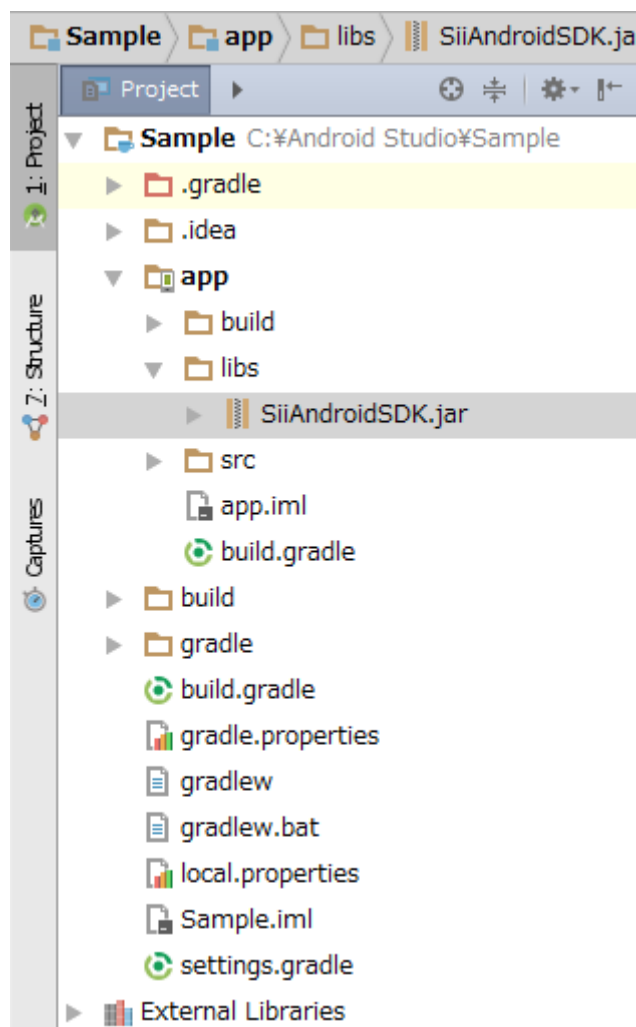 Sample app libs SiiAndroidSDK.ja
Project
1: Project
7: Structure
Captures
Sample C:¥Android Studio¥Sample
.gradle
.idea
app
build
libs
SiiAndroidSDK.jar
src
app.iml
build.gradle
build
gradle
build.gradle
gradle.properties
gradlew
gradlew.bat
local.properties
Sample.iml
settings.gradle
External Libraries